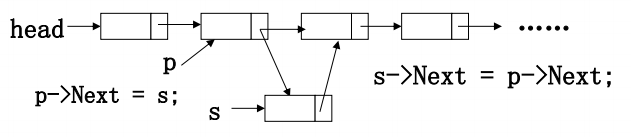 head
......
p
s->Next = p->Next;
p->Next = s;
s